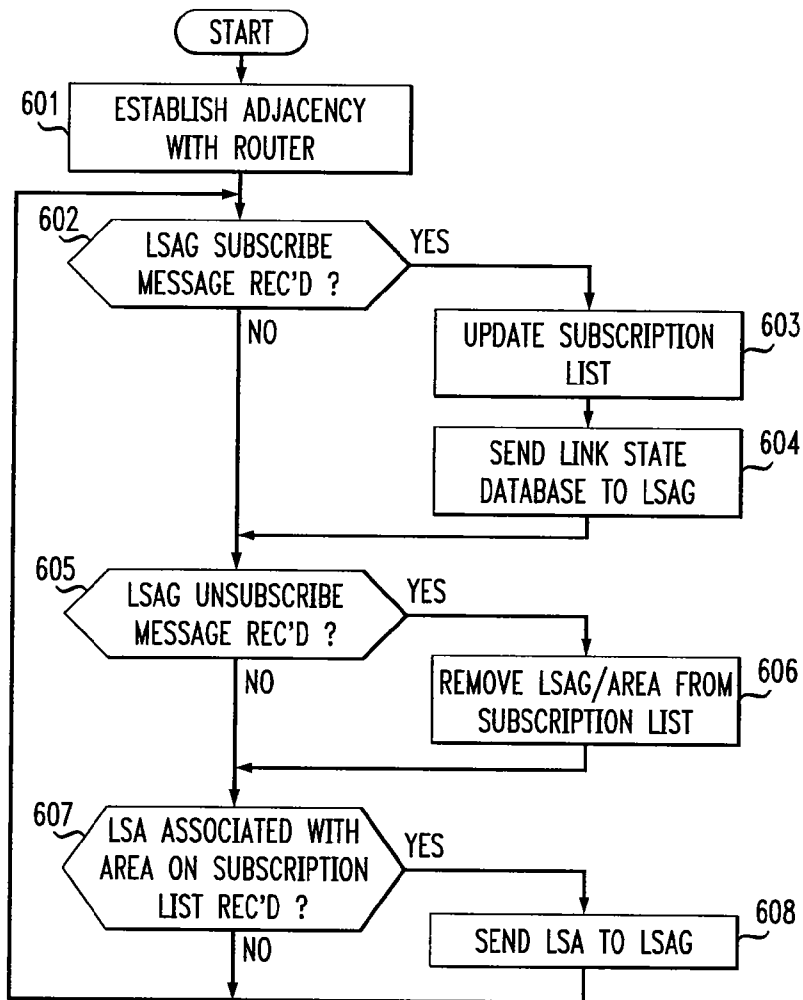 START
601
ESTABLISH ADJACENCY
WITH ROUTER
602
LSAG SUBSCRIBE
MESSAGE REC'D ?
YES
NO
UPDATE SUBSCRIPTION
LIST
603
SEND LINK STATE
DATABASE TO LSAG
604
605
LSAG UNSUBSCRIBE
MESSAGE REC'D ?
YES
NO
REMOVE LSAG/AREA FROM
SUBSCRIPTION LIST
606
607
LSA ASSOCIATED WITH
AREA ON SUBSCRIPTION
LIST REC'D ?
YES
NO
SEND LSA TO LSAG
608